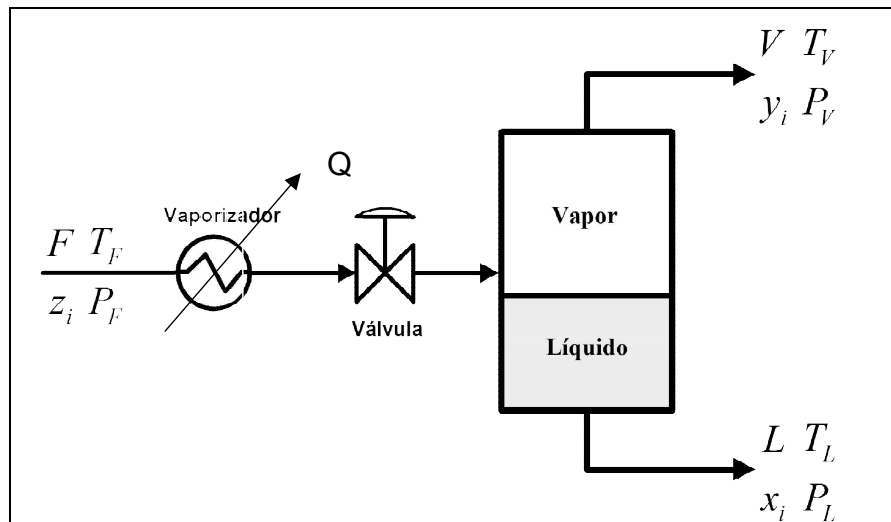 V T_V
y_i P_V
Q
Vaporizador
F T_F
z_i P_F
Válvula
Vapor
Líquido
L T_L
x_i P_L